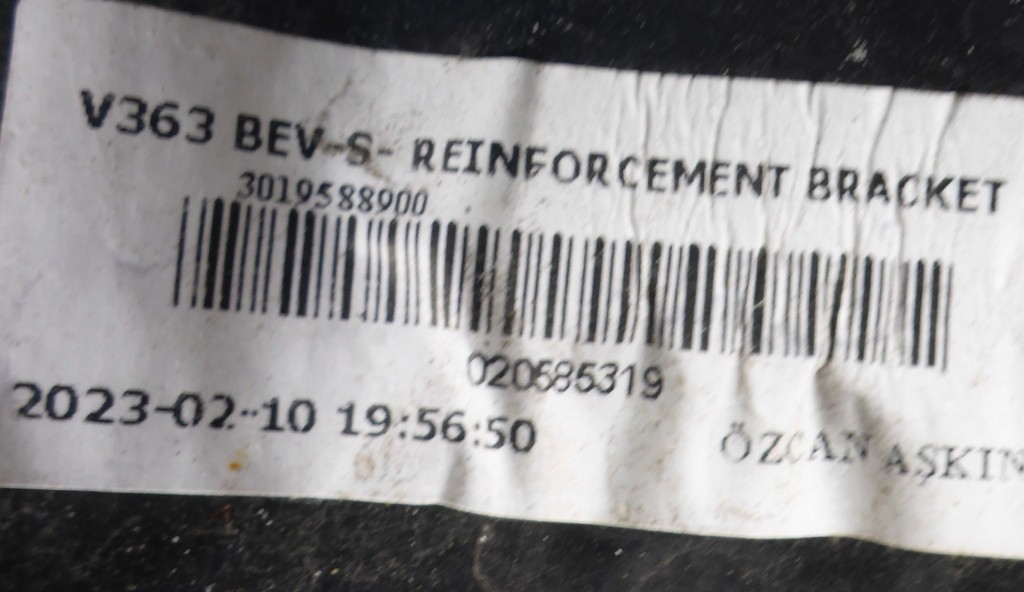 V363 BEV-S- REINFORCEMENT BRACKET
3019588900
020585319
2023-02-10 19:56:50
ÖZCAN AŞKIN